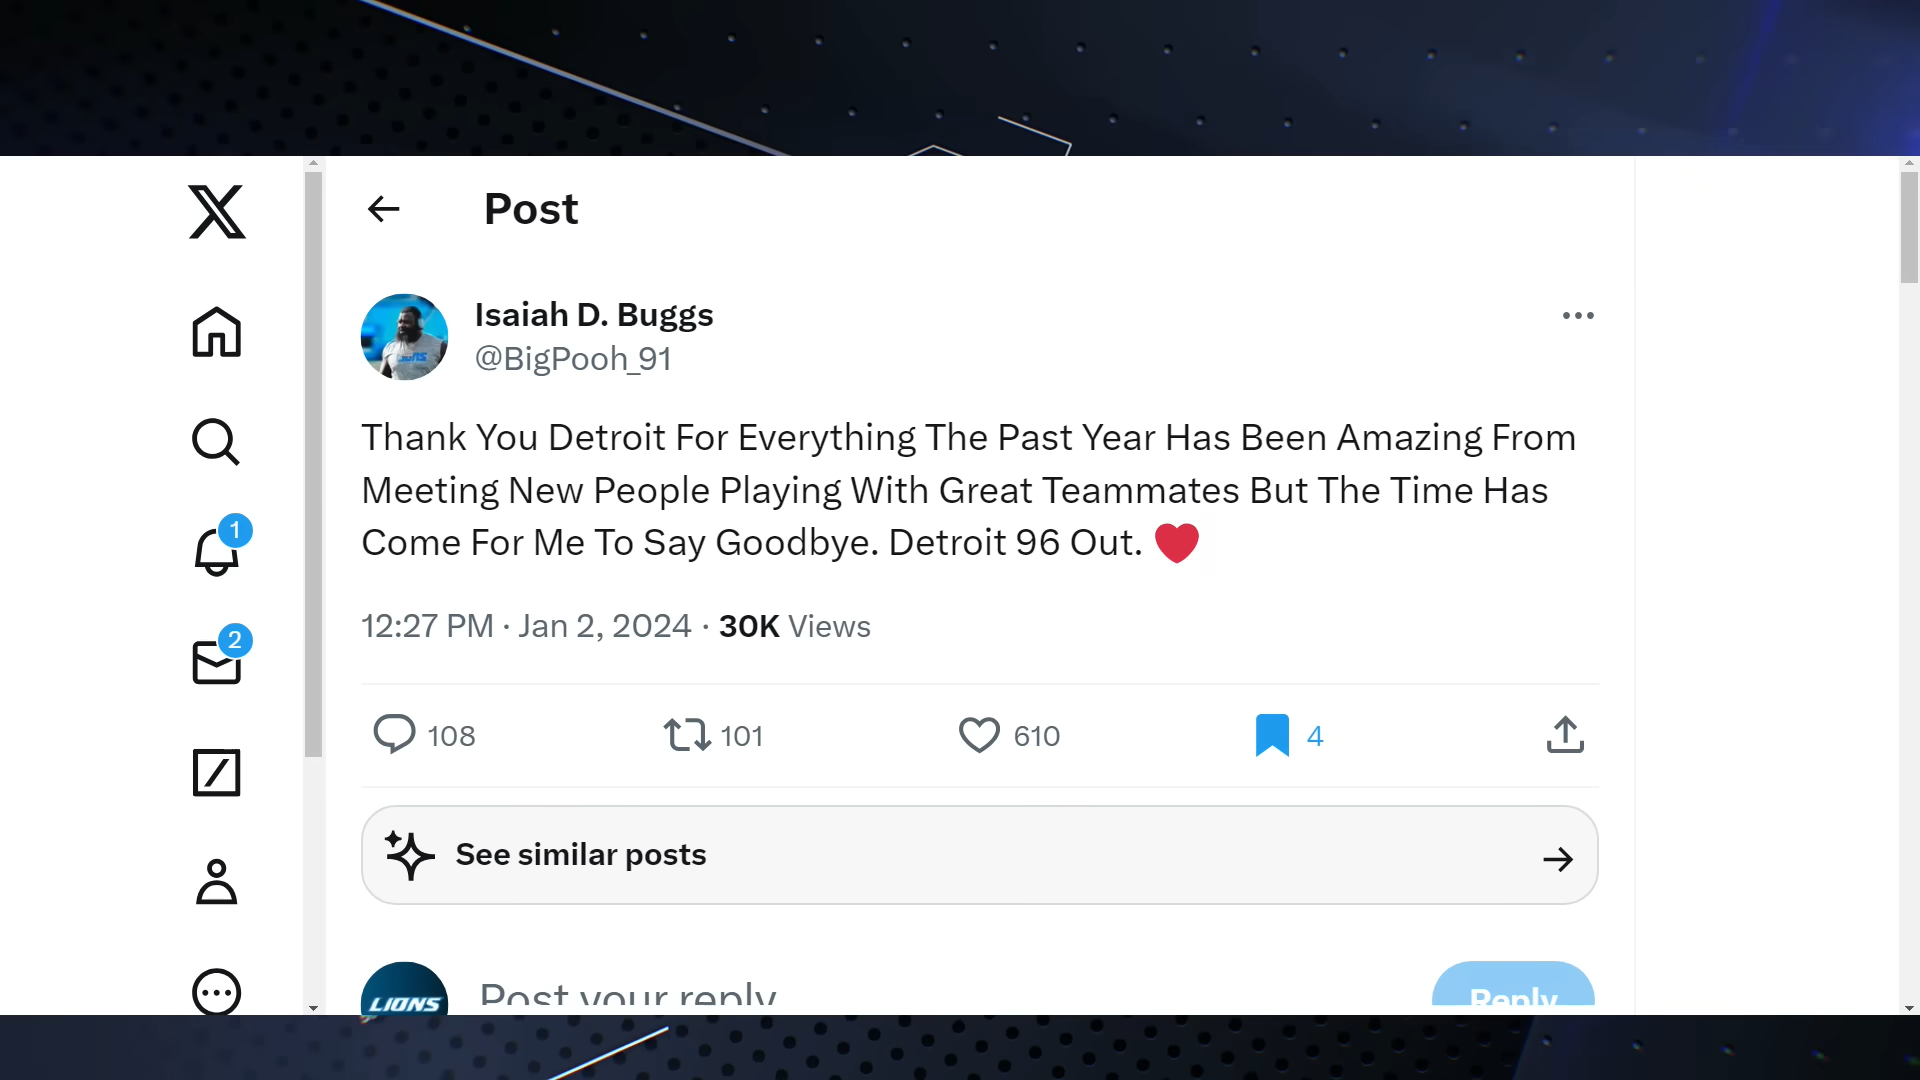 Post
Isaiah D. Buggs
@BigPooh_91
Thank You Detroit For Everything The Past Year Has Been Amazing From
Meeting New People Playing With Great Teammates But The Time Has
Come For Me To Say Goodbye. Detroit 96 Out. ❤️
1
2
12:27 PM · Jan 2, 2024 · 30K Views
108 101 610 4
See similar posts
LIONS Post your reply Reply